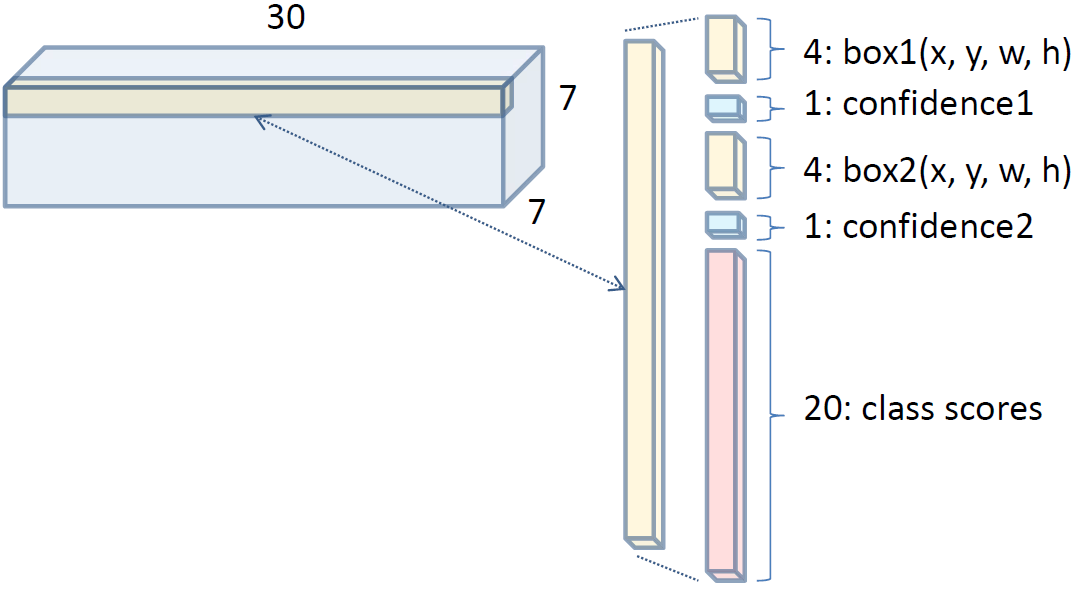 30
7
7
4: box1(x, y, w, h)
1: confidence1
4: box2(x, y, w, h)
1: confidence2
20: class scores